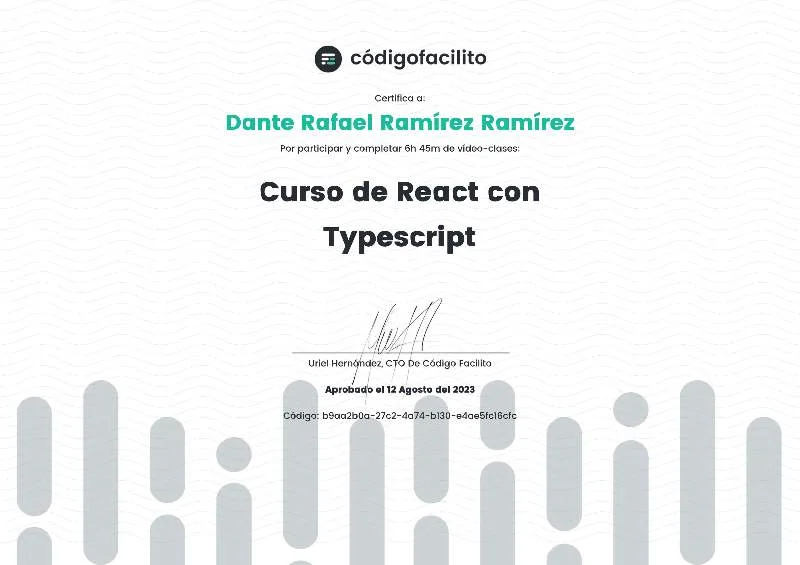 códigofacilito
Certifica a:
Dante Rafael Ramírez Ramírez
Por participar y completar 6h 45m de vídeo-clases:
Curso de React con
Typescript
Uriel Hernández, CTO De Código Facilito
Aprobado el 12 Agosto del 2023
Código: b9aa2b0a-27c2-4a74-b130-e4ae5fc16cfc